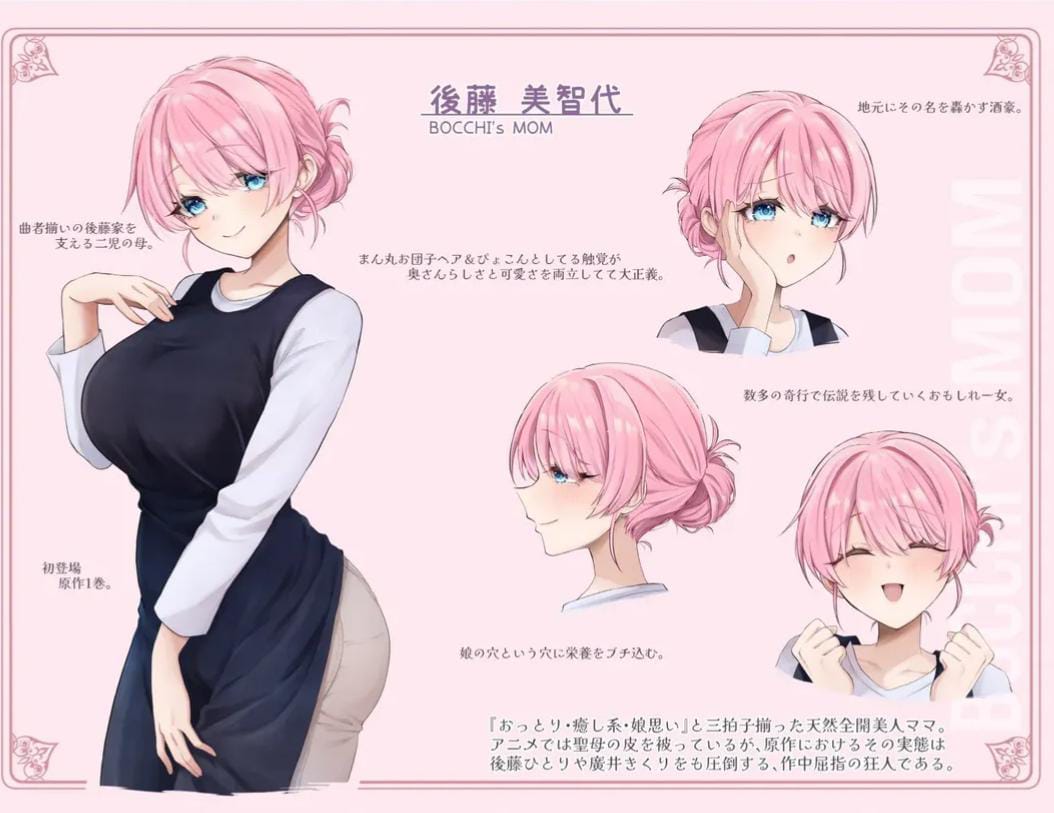 後藤 美智代
BOCCHI's MOM
地元にその名を轟かす酒豪。
曲者揃いの後藤家を
支える二児の母。
まん丸お団子ヘア&ぴょこんとしてる触覚が
奥さんらしさと可愛さを両立してて大正義。
数多の奇行で伝説を残していくおもしれー女。
初登場
原作1巻。
娘の穴という穴に栄養をブチ込む。
『おっとり・癒し系・娘思い』と三拍子揃った天然全開美人ママ。
アニメでは聖母の皮を被っているが、原作におけるその実態は
後藤ひとりや廣井きくりをも圧倒する、作中屈指の狂人である。
BOCCHI's MOM